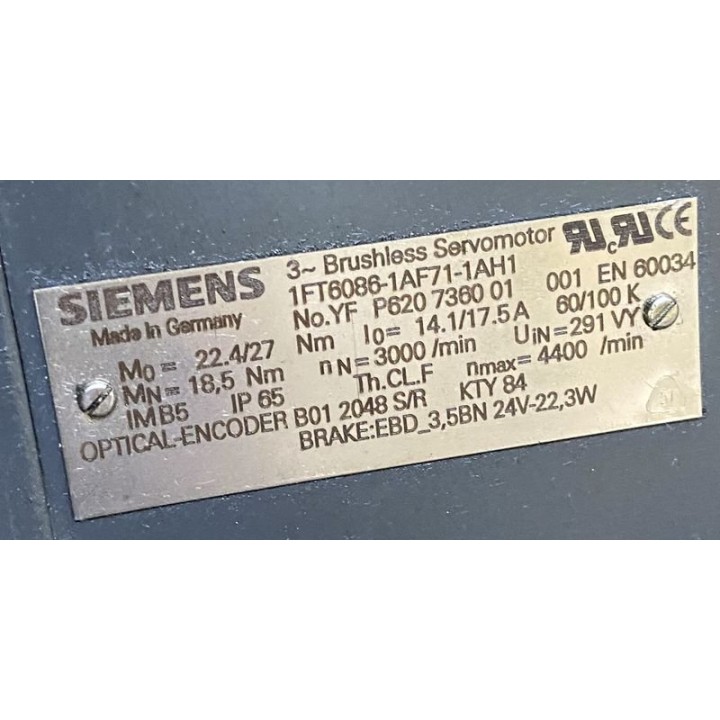 SIEMENS 3~ Brushless Servomotor
1FT6086-1AF71-1AH1
Made in Germany No.YF P620 7360 01 001 EN 60034
M0 = 22.4/27 Nm I0= 14.1/17.5 A 60/100 K
MN = 18,5 Nm nN=3000 /min UiN=291 VY
IM B5 IP 65 Th.CL.F nmax= 4400 /min
OPTICAL-ENCODER B01 2048 S/R KTY 84
BRAKE:EBD_3,5BN 24V-22,3W